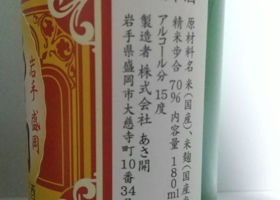 原材料名 米(国産)、米麹(国産
精米歩合 70% 内容量 180ml
アルコール分 15度
製造者 株式会社 あさ開
岩手県盛岡市大慈寺町10番34
岩手 盛岡